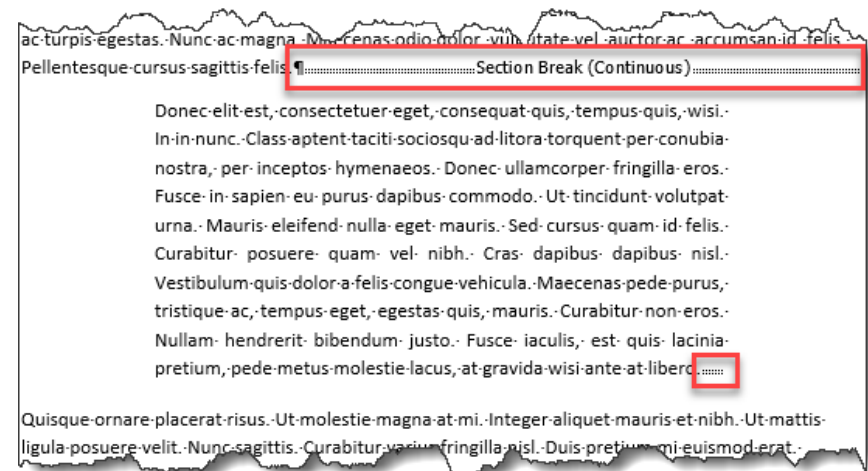 ac·turpis·egestas.·Nunc·ac·magna.·Maecenas·odio·dolor,·vulputate·vel,·auctor·ac,·accumsan·id,·felis.·
Pellentesque·cursus·sagittis·felis.¶ Section Break (Continuous)
Donec·elit·est,·consectetuer·eget,·consequat·quis,·tempus·quis,·wisi.·
In·in·nunc.·Class·aptent·taciti·sociosqu·ad·litora·torquent·per·conubia·
nostra,·per·inceptos·hymenaeos.·Donec·ullamcorper·fringilla·eros.·
Fusce·in·sapien·eu·purus·dapibus·commodo.·Ut·tincidunt·volutpat·
urna.·Mauris·eleifend·nulla·eget·mauris.·Sed·cursus·quam·id·felis.·
Curabitur·posuere·quam·vel·nibh.·Cras·dapibus·dapibus·nisl.·
Vestibulum·quis·dolor·a·felis·congue·vehicula.·Maecenas·pede·purus,·
tristique·ac,·tempus·eget,·egestas·quis,·mauris.·Curabitur·non·eros.·
Nullam·hendrerit·bibendum·justo.·Fusce·iaculis,·est·quis·lacinia·
pretium,·pede·metus·molestie·lacus,·at·gravida·wisi·ante·at·libero.
Quisque·ornare·placerat·risus.·Ut·molestie·magna·at·mi.·Integer·aliquet·mauris·et·nibh.·Ut·mattis·
ligula·posuere·velit.·Nunc·sagittis.·Curabitur·varius·fringilla·nisl.·Duis·pretium·mi·euismod·erat.·